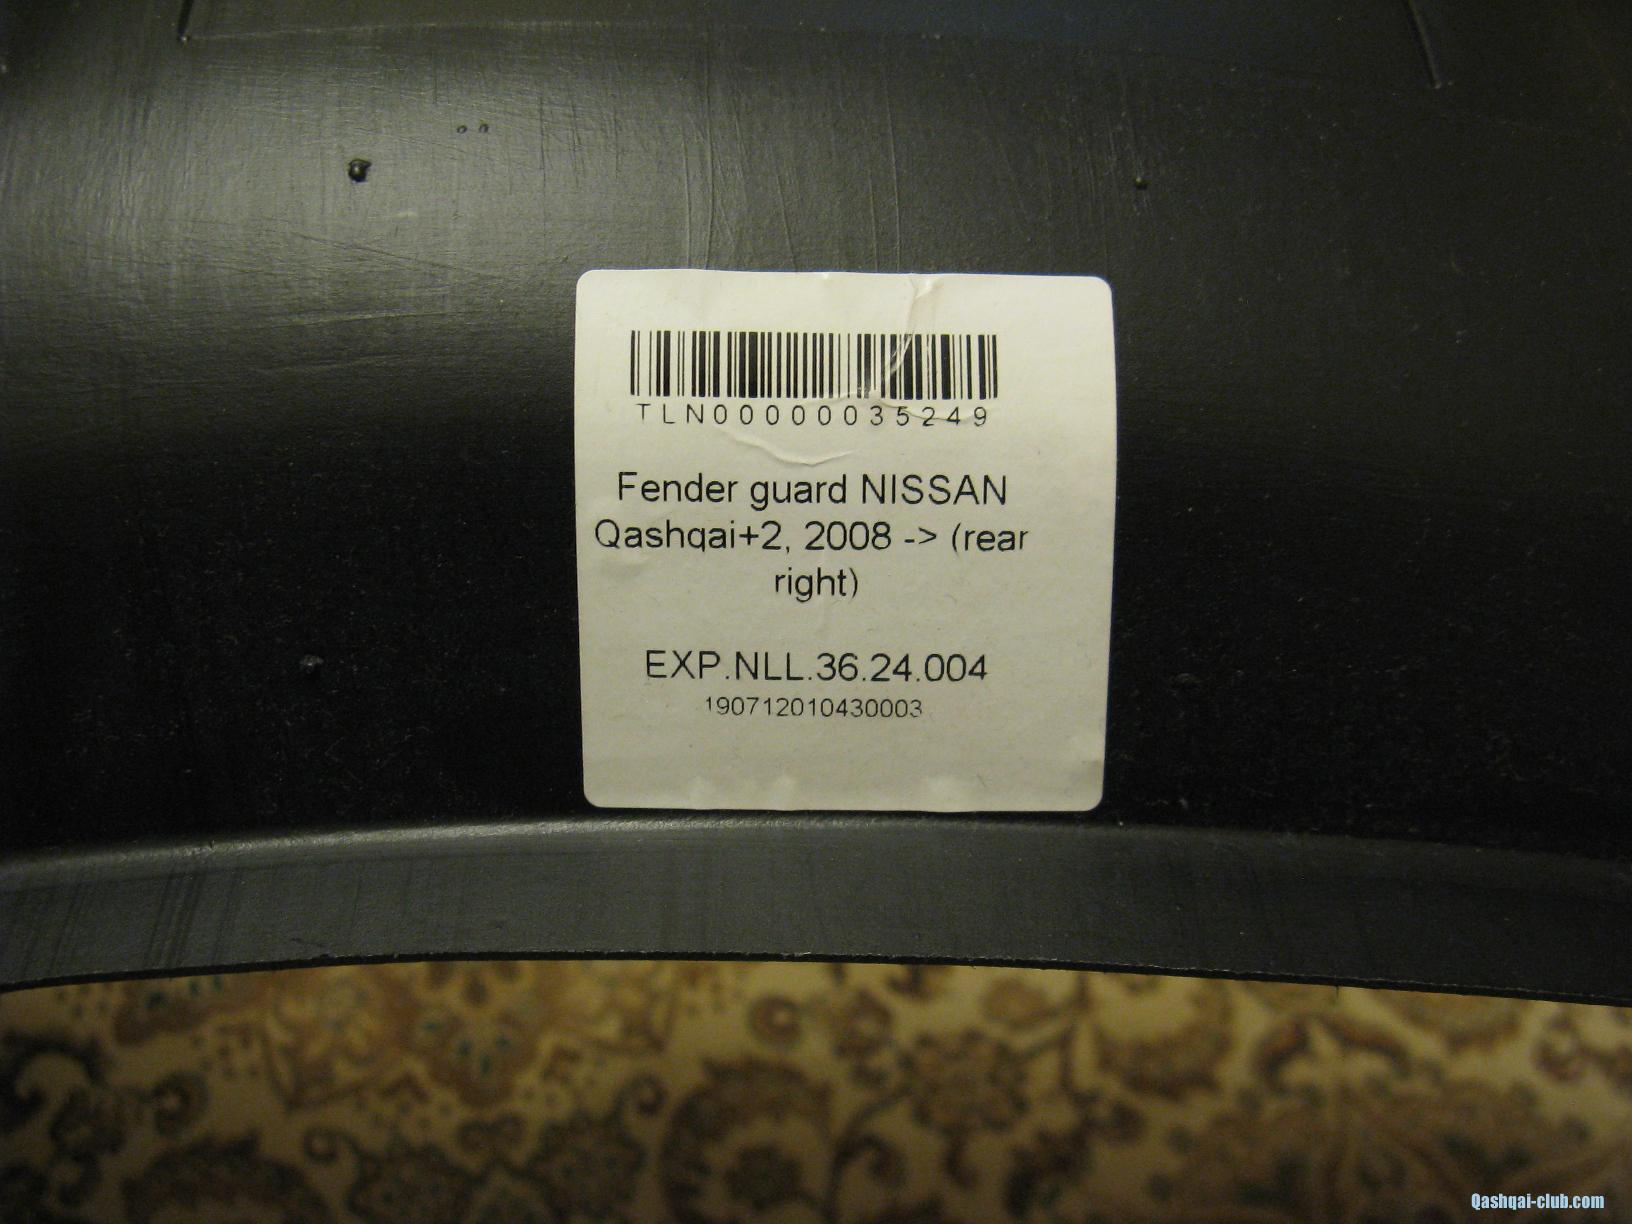 TLN00000035249
Fender guard NISSAN
Qashqai+2, 2008 -> (rear
right)
EXP.NLL.36.24.004
190712010430003
Qashqai-club.com